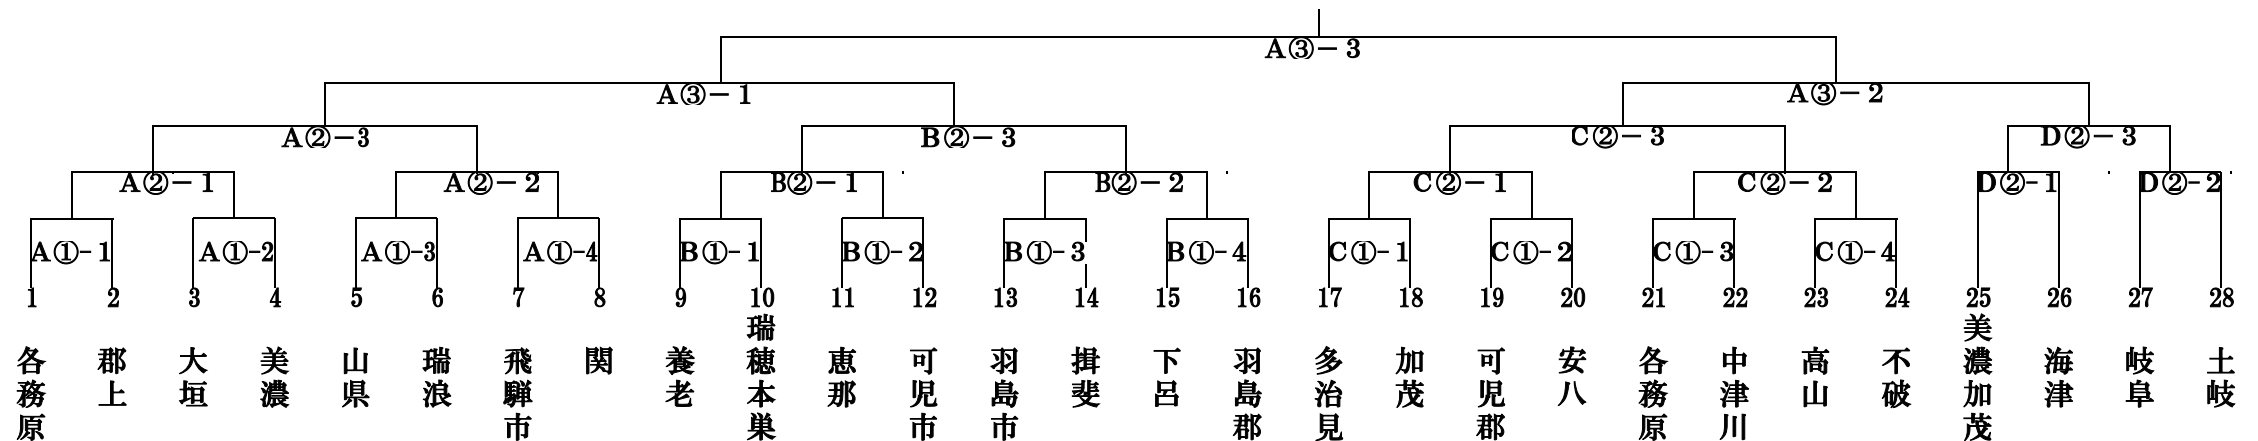 A③－3
A③－1
A③－2
A②－3
B②－3
C②－3
D②－3
A②－1
A②－2
B②－1
B②－2
C②－1
C②－2
D②-1
D②-2
A①-1
A①-2
A①-3
A①-4
B①-1
B①-2
B①-3
B①-4
C①-1
C①-2
C①-3
C①-4
1 各務原
2 郡上
3 大垣
4 美濃
5 山県
6 瑞浪
7 飛騨市
8 関
9 養老
10 瑞穂本巣
11 恵那
12 可児市
13 羽島市
14 揖斐
15 下呂
16 羽島郡
17 多治見
18 加茂
19 可児郡
20 安八
21 各務原
22 中津川
23 高山
24 不破
25 美濃加茂
26 海津
27 岐阜
28 土岐